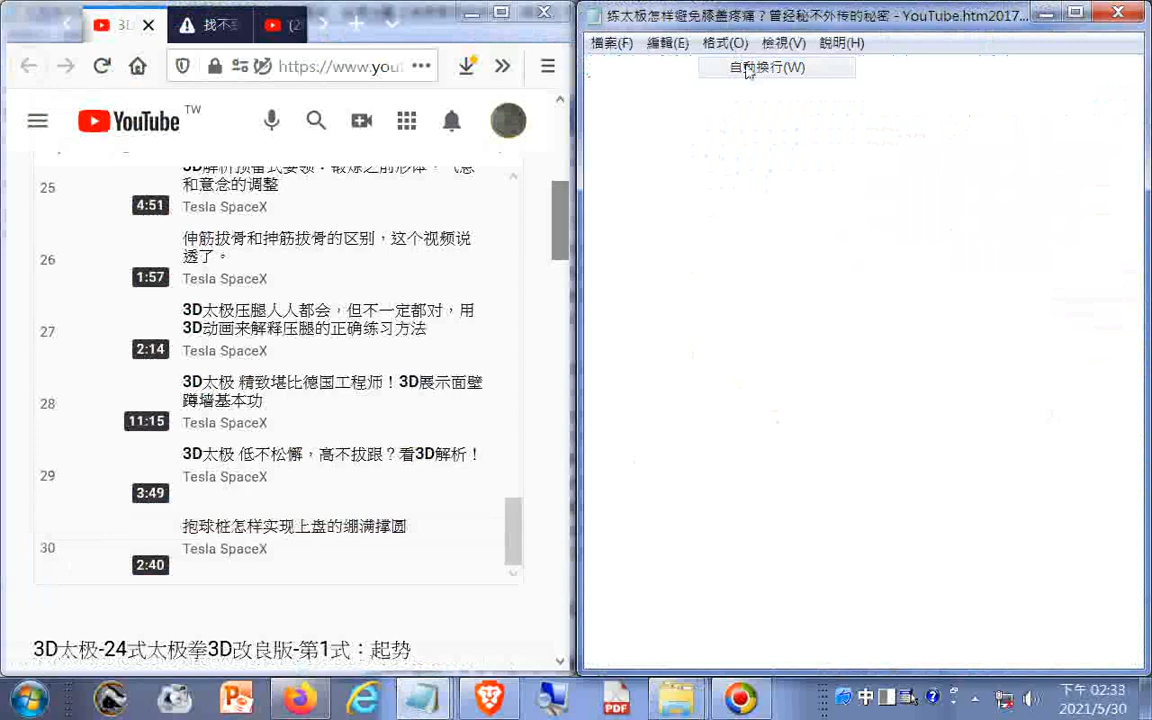 找不
(2
https://www.you
YouTube TW
25
3D解析预备式要领！锻炼之前形体、气息
和意念的调整
4:51
Tesla SpaceX
26
伸筋拔骨和抻筋拔骨的区别，这个视频说
透了。
1:57
Tesla SpaceX
27
3D太极压腿人人都会，但不一定都对，用
3D动画来解释压腿的正确练习方法
2:14
Tesla SpaceX
28
3D太极 精致堪比德国工程师！3D展示面壁
蹲墙基本功
11:15
Tesla SpaceX
29
3D太极 低不松懈，高不拔跟？看3D解析！
3:49
Tesla SpaceX
30
抱球桩怎样实现上盘的绷满撑圆
2:40
Tesla SpaceX
3D太极-24式太极拳3D改良版-第1式：起势
练太极怎样避免膝盖疼痛？曾经秘不外传的秘密 - YouTube.htm2017...
檔案(F) 編輯(E) 格式(O) 檢視(V) 說明(H)
自動換行(W)
PDF
中
下午 02:33
2021/5/30